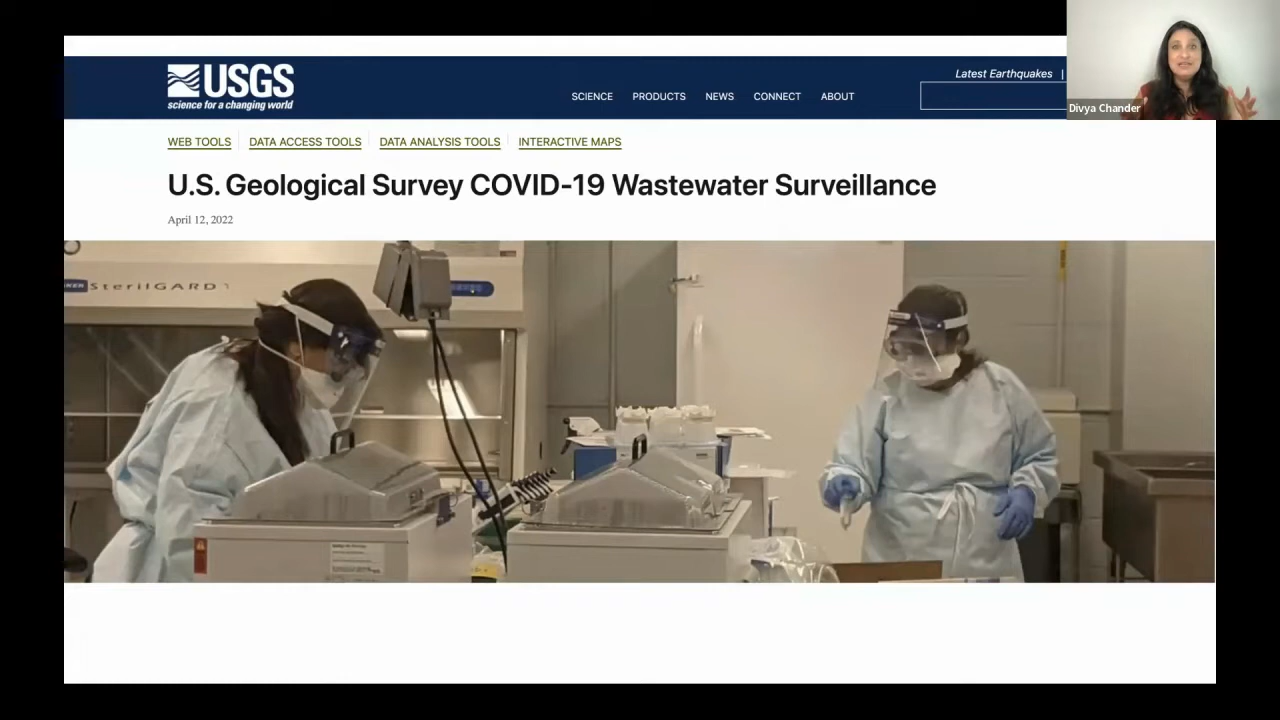 USGS
science for a changing world
SCIENCE PRODUCTS NEWS CONNECT ABOUT
Latest Earthquakes |
Divya Chander
WEB TOOLS DATA ACCESS TOOLS DATA ANALYSIS TOOLS INTERACTIVE MAPS
U.S. Geological Survey COVID-19 Wastewater Surveillance
April 12, 2022
SterilGARD